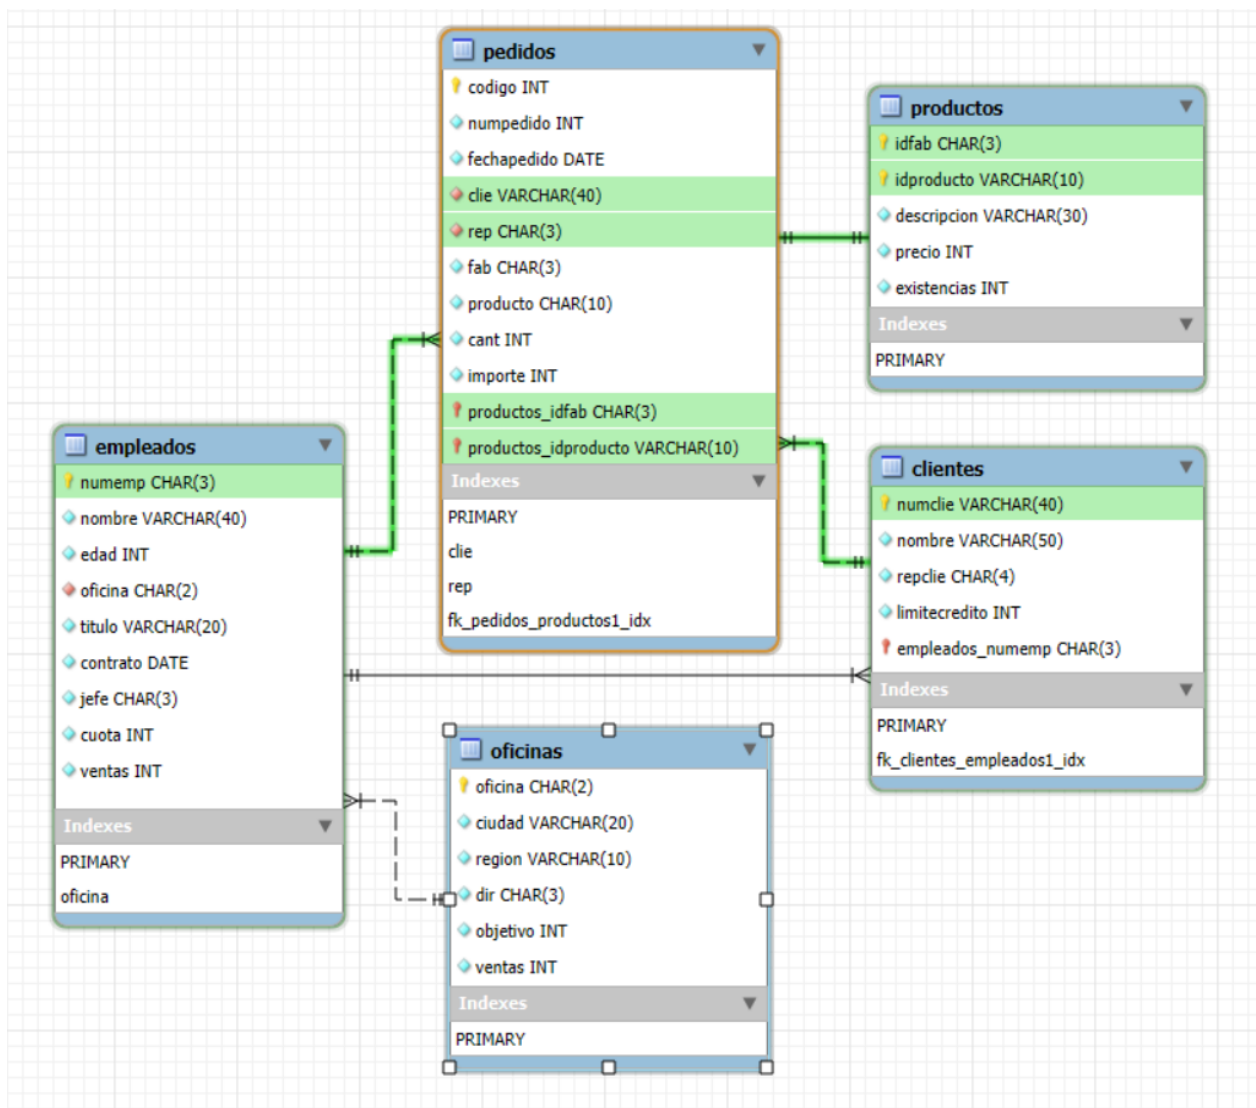 pedidos
codigo INT
numpedido INT
fechapedido DATE
clie VARCHAR(40)
rep CHAR(3)
fab CHAR(3)
producto CHAR(10)
cant INT
importe INT
productos_idfab CHAR(3)
productos_idproducto VARCHAR(10)
Indexes
PRIMARY
clie
rep
fk_pedidos_productos1_idx
productos
idfab CHAR(3)
idproducto VARCHAR(10)
descripcion VARCHAR(30)
precio INT
existencias INT
Indexes
PRIMARY
empleados
numemp CHAR(3)
nombre VARCHAR(40)
edad INT
oficina CHAR(2)
titulo VARCHAR(20)
contrato DATE
jefe CHAR(3)
cuota INT
ventas INT
Indexes
PRIMARY
oficina
clientes
numclie VARCHAR(40)
nombre VARCHAR(50)
repclie CHAR(4)
limitecredito INT
empleados_numemp CHAR(3)
Indexes
PRIMARY
fk_clientes_empleados1_idx
oficinas
oficina CHAR(2)
ciudad VARCHAR(20)
region VARCHAR(10)
dir CHAR(3)
objetivo INT
ventas INT
Indexes
PRIMARY